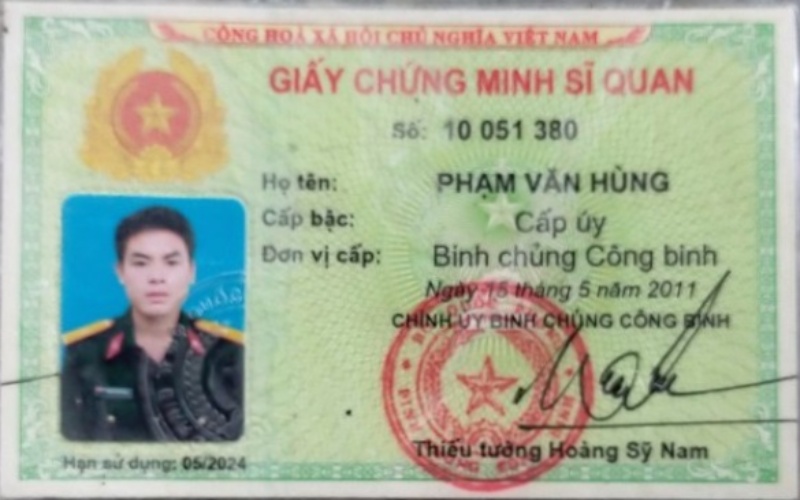 CỘNG HOÀ XÃ HỘI CHỦ NGHĨA VIỆT NAM
GIẤY CHỨNG MINH SĨ QUAN
Số: 10 051 380
Họ tên: PHẠM VĂN HÙNG
Cấp bậc: Cấp úy
Đơn vị cấp: Binh chủng Công binh
Ngày 15 tháng 5 năm 2011
CHÍNH ỦY BINH CHỦNG CÔNG BINH
Thiếu tướng Hoàng Sỹ Nam
Hạn sử dụng: 05/2024